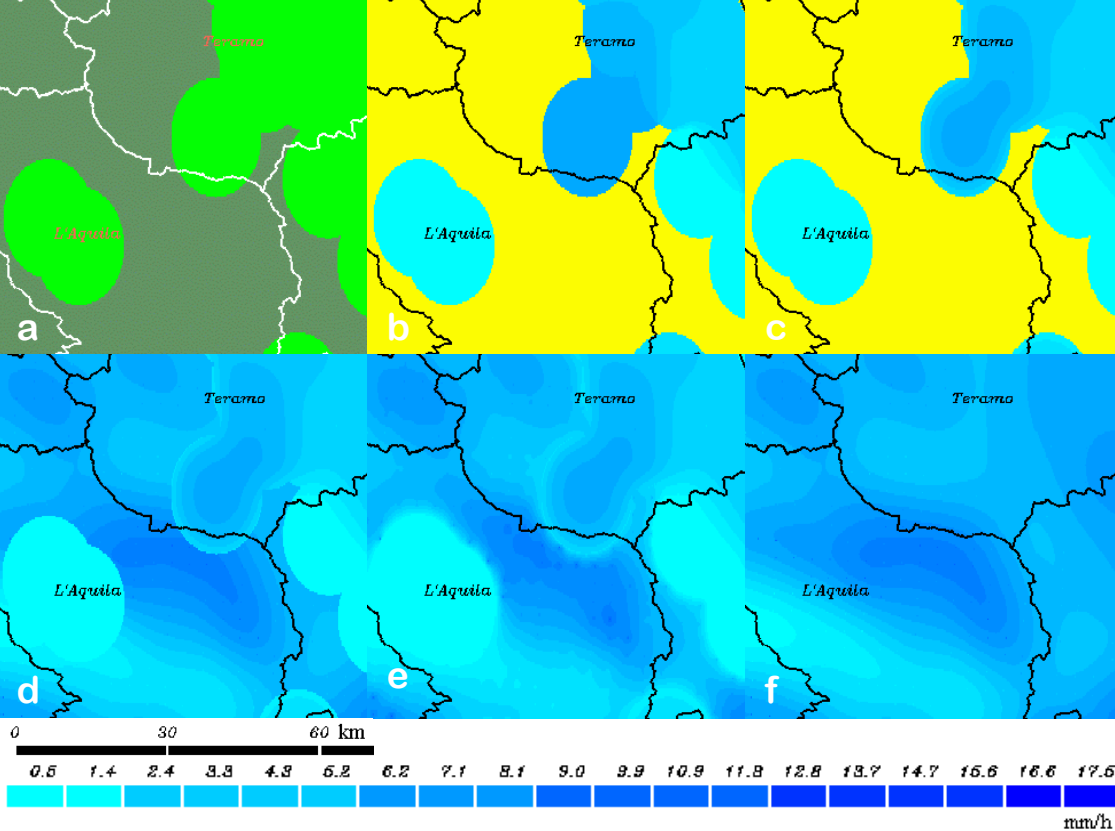 Teramo
Teramo
Teramo
L'Aquila
L'Aquila
L'Aquila
a
b
c
Teramo
Teramo
Teramo
L'Aquila
L'Aquila
L'Aquila
d
e
f
0 30 60 km
0.5 1.4 2.4 3.3 4.3 5.2 6.2 7.1 8.1 9.0 9.9 10.9 11.8 12.8 13.7 14.7 15.6 16.6 17.5
mm/h